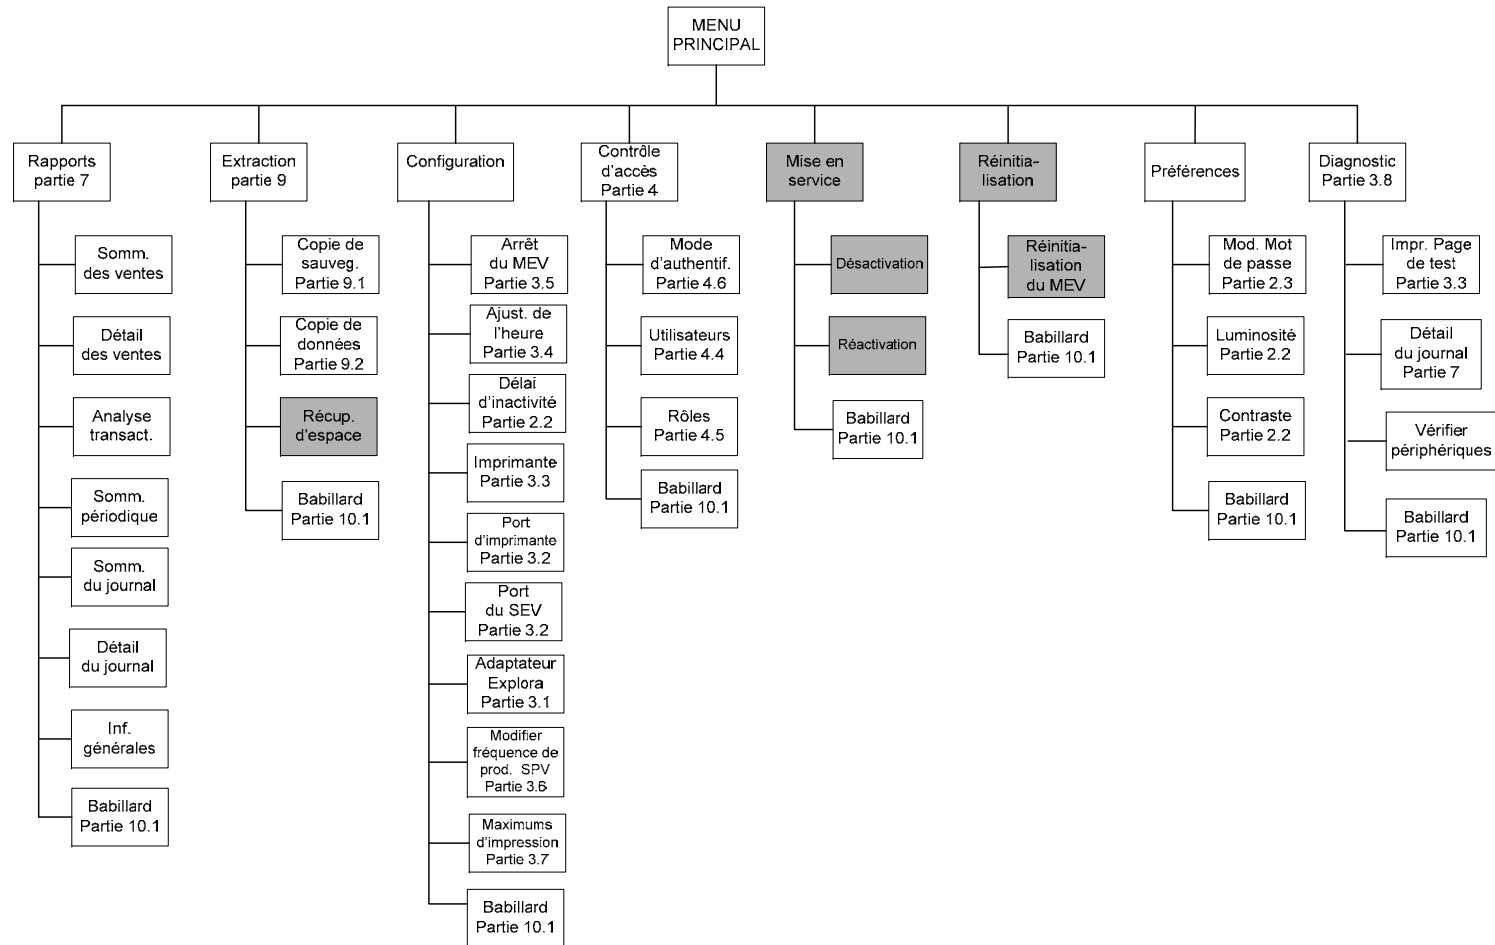 MENU
PRINCIPAL
Rapports
partie 7
Somm.
des ventes
Détail
des ventes
Analyse
transact.
Somm.
périodique
Somm.
du journal
Détail
du journal
Inf.
générales
Babillard
Partie 10.1
Extraction
partie 9
Copie de
sauveg.
Partie 9.1
Copie de
données
Partie 9.2
Récup.
d'espace
Babillard
Partie 10.1
Configuration
Arrêt
du MEV
Partie 3.5
Ajust. de
l'heure
Partie 3.4
Délai
d'inactivité
Partie 2.2
Imprimante
Partie 3.3
Port
d'imprimante
Partie 3.2
Port
du SEV
Partie 3.2
Adaptateur
Explora
Partie 3.1
Modifier
fréquence de
prod. SPV
Partie 3.6
Maximums
d'impression
Partie 3.7
Babillard
Partie 10.1
Contrôle
d'accès
Partie 4
Mode
d'authentif.
Partie 4.6
Utilisateurs
Partie 4.4
Rôles
Partie 4.5
Babillard
Partie 10.1
Mise en
service
Désactivation
Réactivation
Babillard
Partie 10.1
Réinitia-
lisation
Réinitia-
lisation
du MEV
Babillard
Partie 10.1
Préférences
Mod. Mot
de passe
Partie 2.3
Luminosité
Partie 2.2
Contraste
Partie 2.2
Babillard
Partie 10.1
Diagnostic
Partie 3.8
Impr. Page
de test
Partie 3.3
Détail
du journal
Partie 7
Vérifier
périphériques
Babillard
Partie 10.1